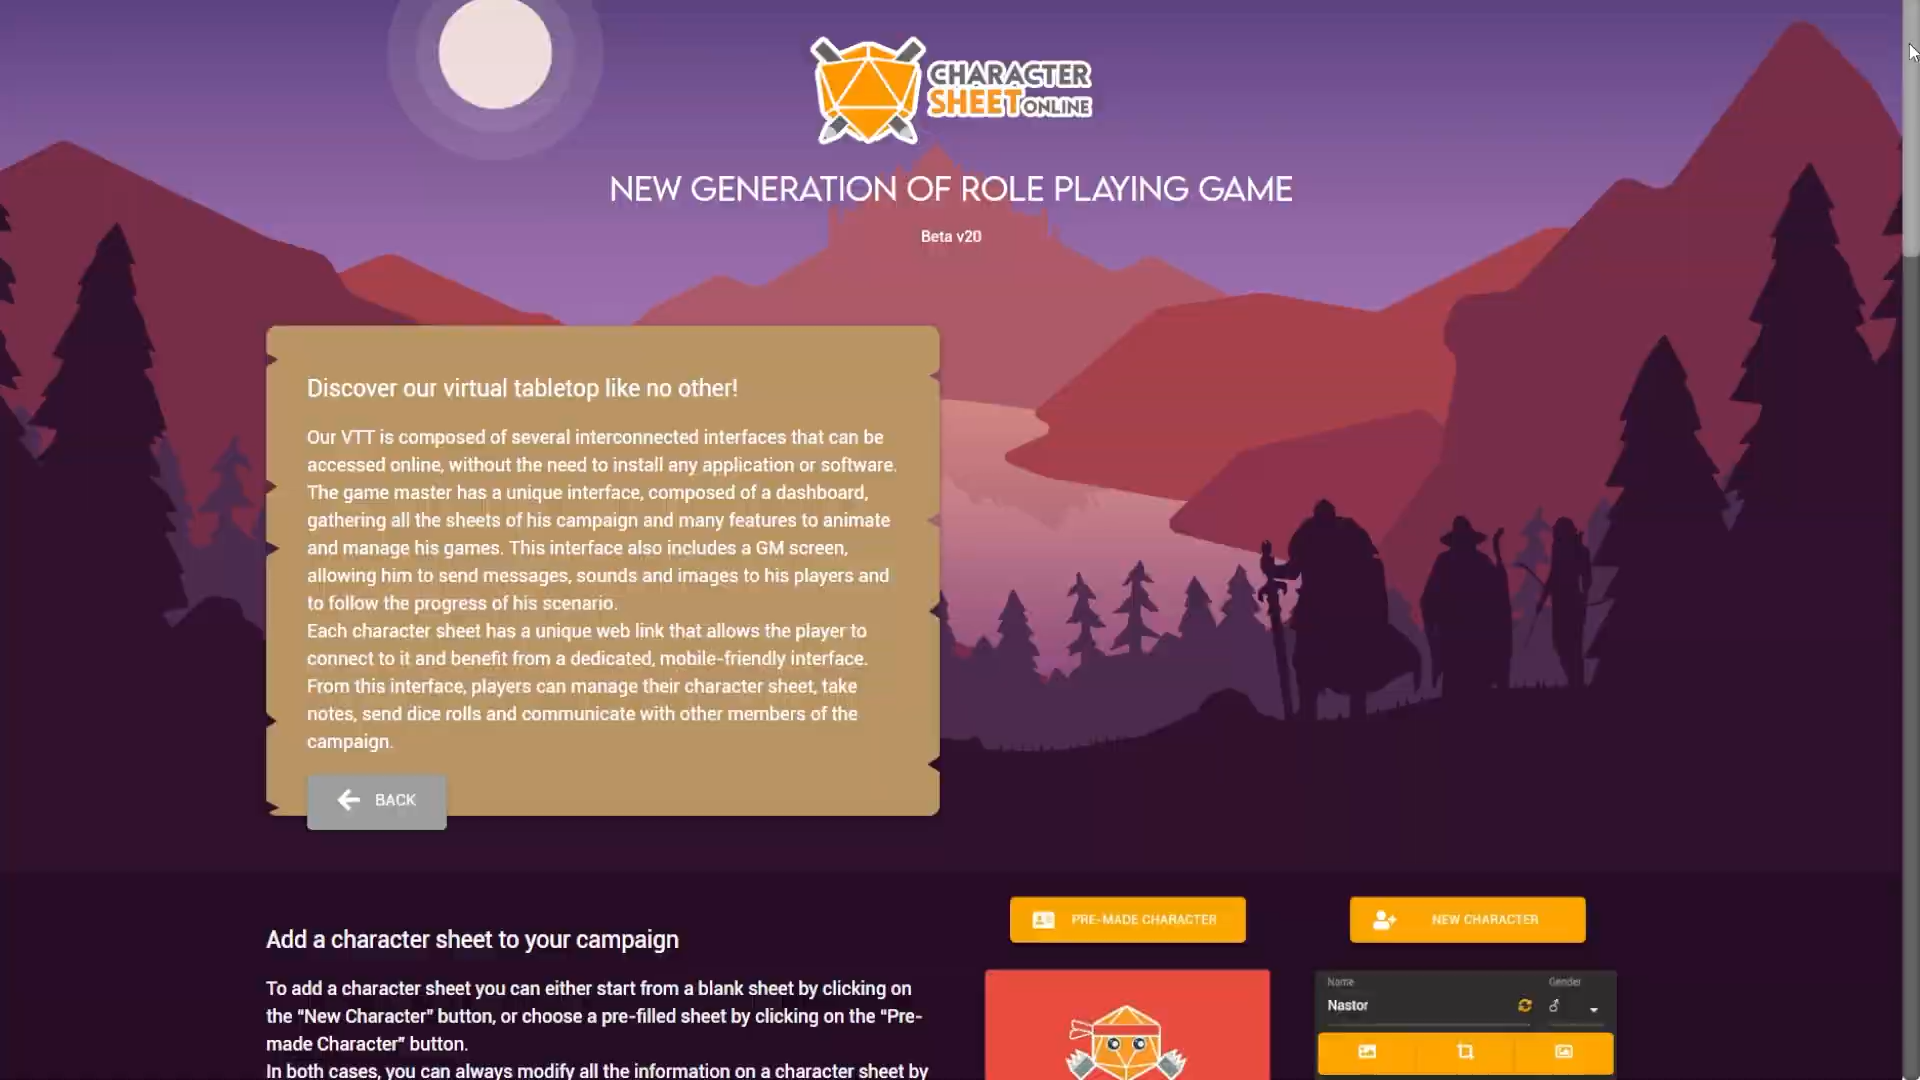 CHARACTER
SHEET ONLINE
NEW GENERATION OF ROLE PLAYING GAME
Beta v20
Discover our virtual tabletop like no other!
Our VTT is composed of several interconnected interfaces that can be
accessed online, without the need to install any application or software.
The game master has a unique interface, composed of a dashboard,
gathering all the sheets of his campaign and many features to animate
and manage his games. This interface also includes a GM screen,
allowing him to send messages, sounds and images to his players and
to follow the progress of his scenario.
Each character sheet has a unique web link that allows the player to
connect to it and benefit from a dedicated, mobile-friendly interface.
From this interface, players can manage their character sheet, take
notes, send dice rolls and communicate with other members of the
campaign.
BACK
Add a character sheet to your campaign
To add a character sheet you can either start from a blank sheet by clicking on
the “New Character” button, or choose a pre-filled sheet by clicking on the “Pre-
made Character” button.
In both cases, you can always modify all the information on a character sheet by
PRE-MADE CHARACTER
NEW CHARACTER
Name
Gender
Nastor